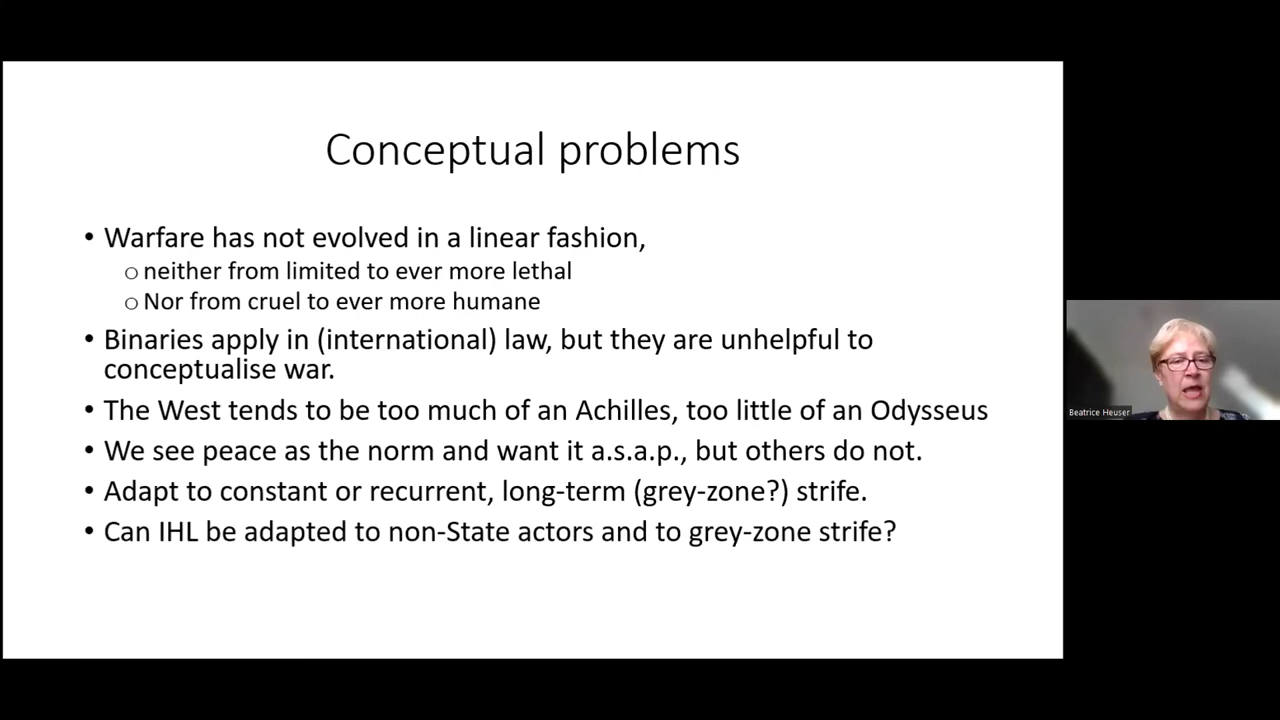 Conceptual problems
• Warfare has not evolved in a linear fashion,
○ neither from limited to ever more lethal
○ Nor from cruel to ever more humane
• Binaries apply in (international) law, but they are unhelpful to
conceptualise war.
• The West tends to be too much of an Achilles, too little of an Odysseus
• We see peace as the norm and want it a.s.a.p., but others do not.
• Adapt to constant or recurrent, long-term (grey-zone?) strife.
• Can IHL be adapted to non-State actors and to grey-zone strife?
Beatrice Heuser